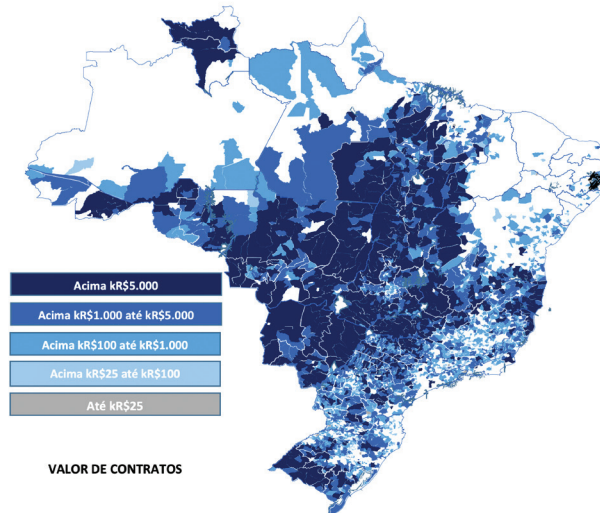 Acima kR$5.000
Acima kR$1.000 até kR$5.000
Acima kR$100 até kR$1.000
Acima kR$25 até kR$100
Até kR$25
VALOR DE CONTRATOS